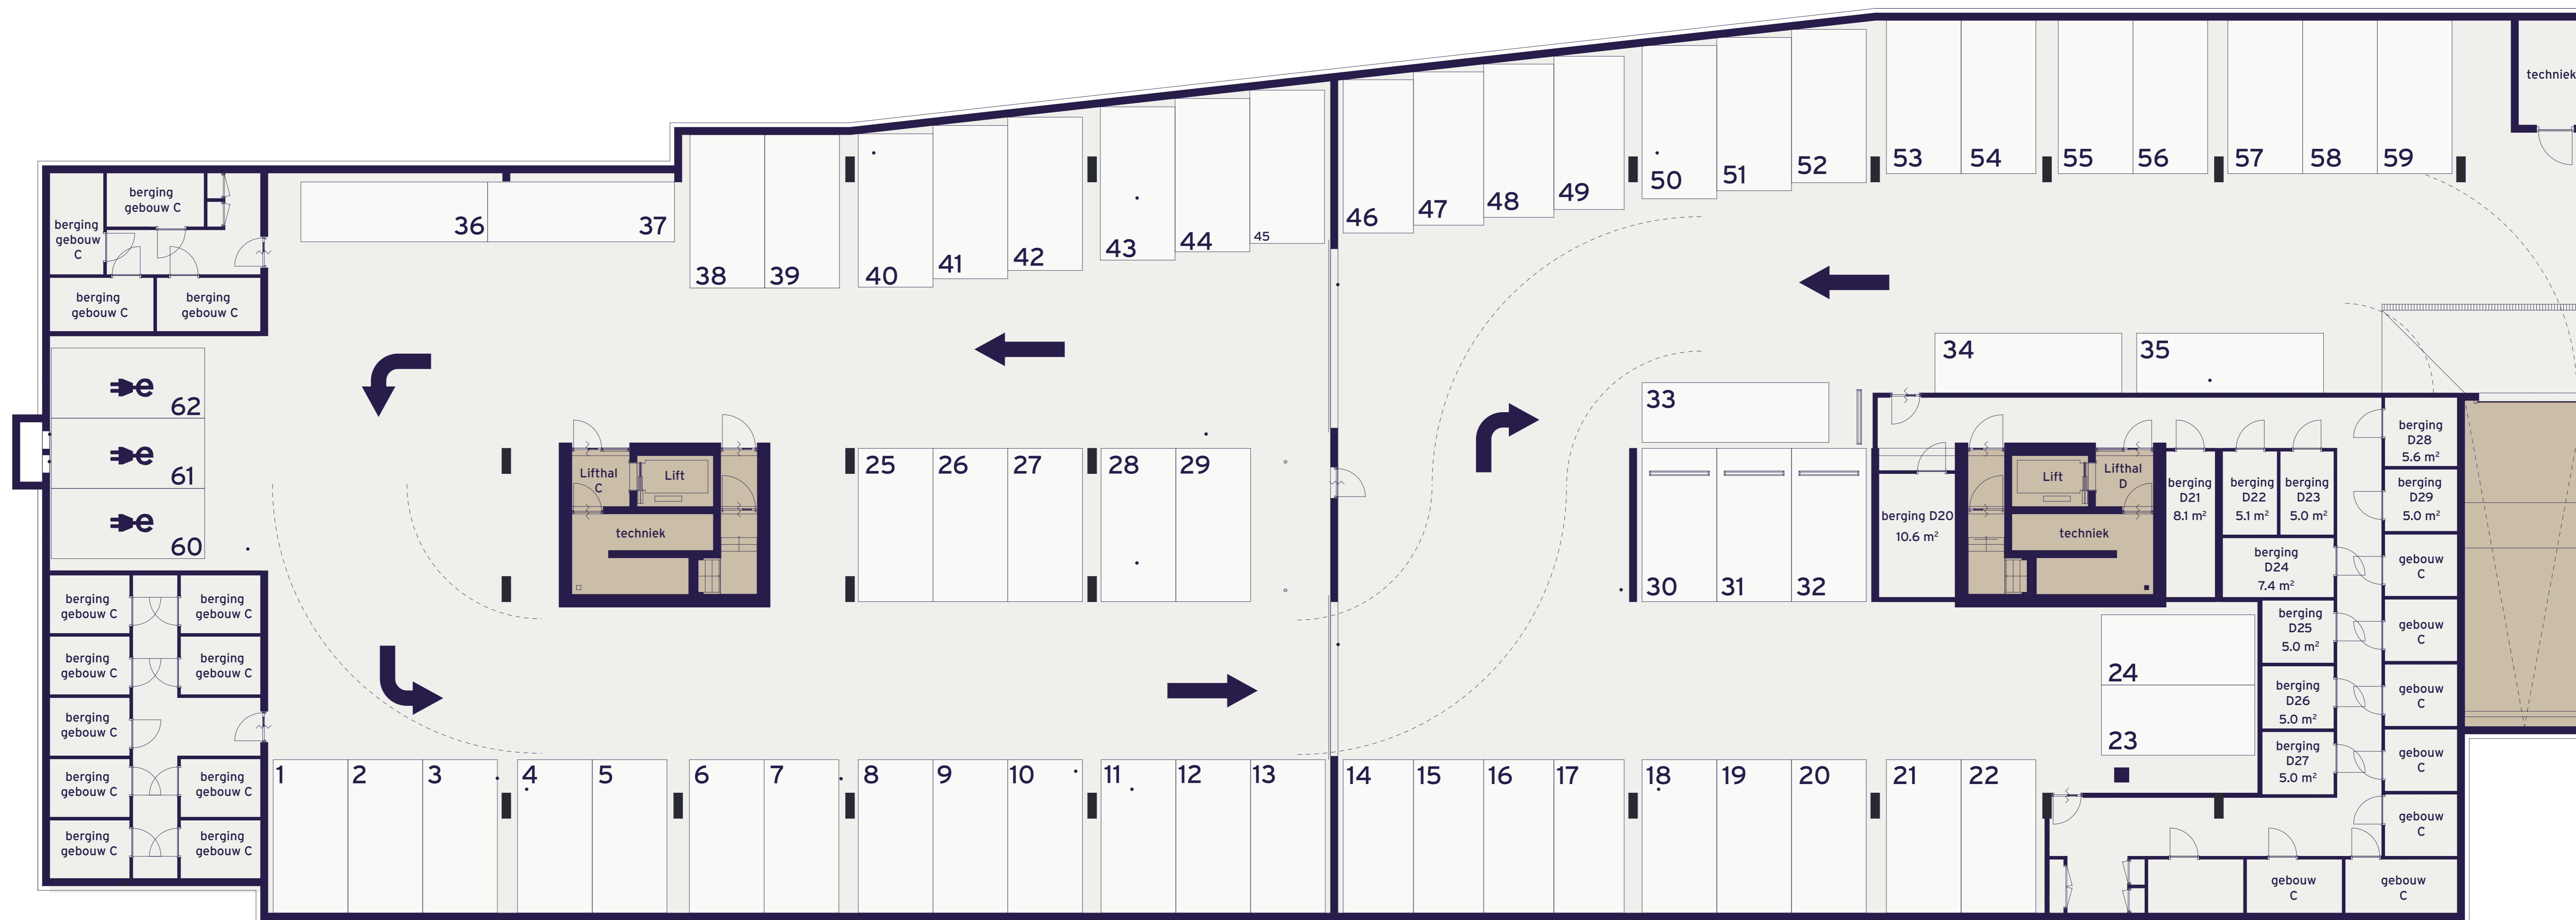 techniek
53
54
55
56
57
58
59
50
51
52
46
47
48
49
berging
gebouw C
berging
gebouw
C
36
37
38
39
40
41
42
43
44
45
berging
gebouw C
berging
gebouw C
62
61
60
34
35
33
Lifthal
C
Lift
techniek
25
26
27
28
29
30
31
32
berging D20
10.6 m²
Lift
Lifthal
D
techniek
berging
D21
8.1 m²
berging
D22
5.1 m²
berging
D23
5.0 m²
berging
D24
7.4 m²
berging
D25
5.0 m²
berging
D26
5.0 m²
berging
D27
5.0 m²
berging
D28
5.6 m²
berging
D29
5.0 m²
gebouw
C
gebouw
C
gebouw
C
gebouw
C
gebouw
C
24
23
berging
gebouw C
berging
gebouw C
berging
gebouw C
berging
gebouw C
berging
gebouw C
berging
gebouw C
berging
gebouw C
berging
gebouw C
berging
gebouw C
1
2
3
4
5
6
7
8
9
10
11
12
13
14
15
16
17
18
19
20
21
22
gebouw
C
gebouw
C